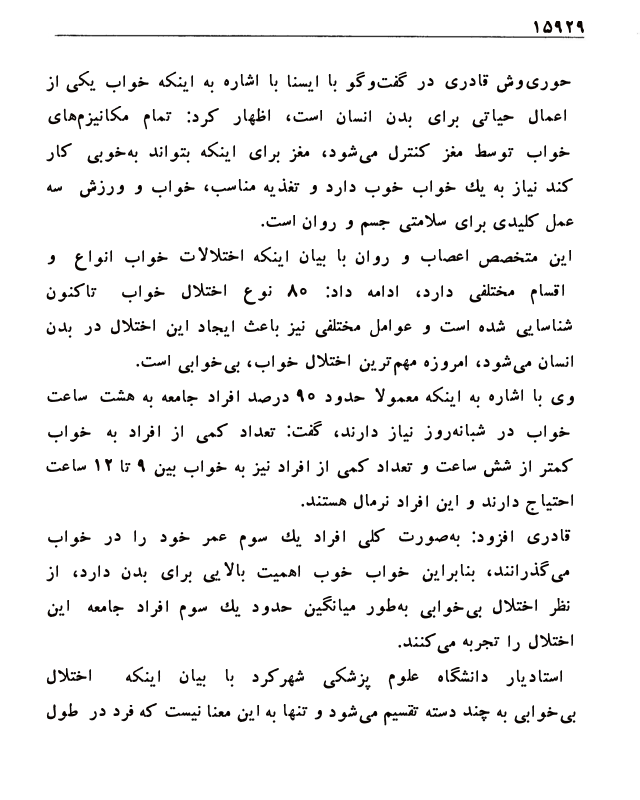 ۱۵۹۲۹
حوری‌وش قادری در گفت‌وگو با ایسنا با اشاره به اینکه خواب یکی از
اعمال حیاتی برای بدن انسان است، اظهار کرد: تمام مکانیزم‌های
خواب توسط مغز کنترل می‌شود، مغز برای اینکه بتواند به‌خوبی کار
کند نیاز به یك خواب خوب دارد و تغذیه مناسب، خواب و ورزش سه
عمل کلیدی برای سلامتی جسم و روان است.
این متخصص اعصاب و روان با بیان اینکه اختلالات خواب انواع و
اقسام مختلفی دارد، ادامه داد: ۸۰ نوع اختلال خواب تاکنون
شناسایی شده است و عوامل مختلفی نیز باعث ایجاد این اختلال در بدن
انسان می‌شود، امروزه مهم‌ترین اختلال خواب، بی‌خوابی است.
وی با اشاره به اینکه معمولا حدود ۹۰ درصد افراد جامعه به هشت ساعت
خواب در شبانه‌روز نیاز دارند، گفت: تعداد کمی از افراد به خواب
کمتر از شش ساعت و تعداد کمی از افراد نیز به خواب بین ۹ تا ۱۲ ساعت
احتیاج دارند و این افراد نرمال هستند.
قادری افزود: به‌صورت کلی افراد یك سوم عمر خود را در خواب
می‌گذرانند، بنابراین خواب خوب اهمیت بالایی برای بدن دارد، از
نظر اختلال بی‌خوابی به‌طور میانگین حدود یك سوم افراد جامعه این
اختلال را تجربه می‌کنند.
استادیار دانشگاه علوم پزشکی شهرکرد با بیان اینکه اختلال
بی‌خوابی به چند دسته تقسیم می‌شود و تنها به این معنا نیست که فرد در طول